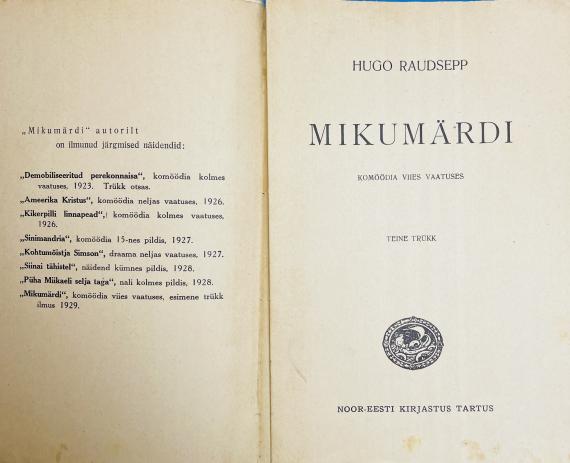 „Mikumärdi“ autorilt
on ilmunud järgmised näidendid:
„Demobiliseeritud perekonnaisa“, komöödia kolmes
vaatuses, 1923. Trükk otsas.
„Ameerika Kristus“, komöödia neljas vaatuses, 1926.
„Kikerpilli linnapead“, komöödia kolmes vaatuses,
1926.
„Sinimandria“, komöödia 15-nes pildis, 1927.
„Kohtumõistja Simson“, draama neljas vaatuses, 1927.
„Siinai tähistel“, näidend kümnes pildis, 1928.
„Püha Miikaeli selja taga“, nali kolmes pildis, 1928.
„Mikumärdi“, komöödia viies vaatuses, esimene trükk
ilmus 1929.
HUGO RAUDSEPP
MIKUMÄRDI
KOMÖÖDIA VIIES VAATUSES
TEINE TRÜKK
NOOR-EESTI KIRJASTUS TARTUS